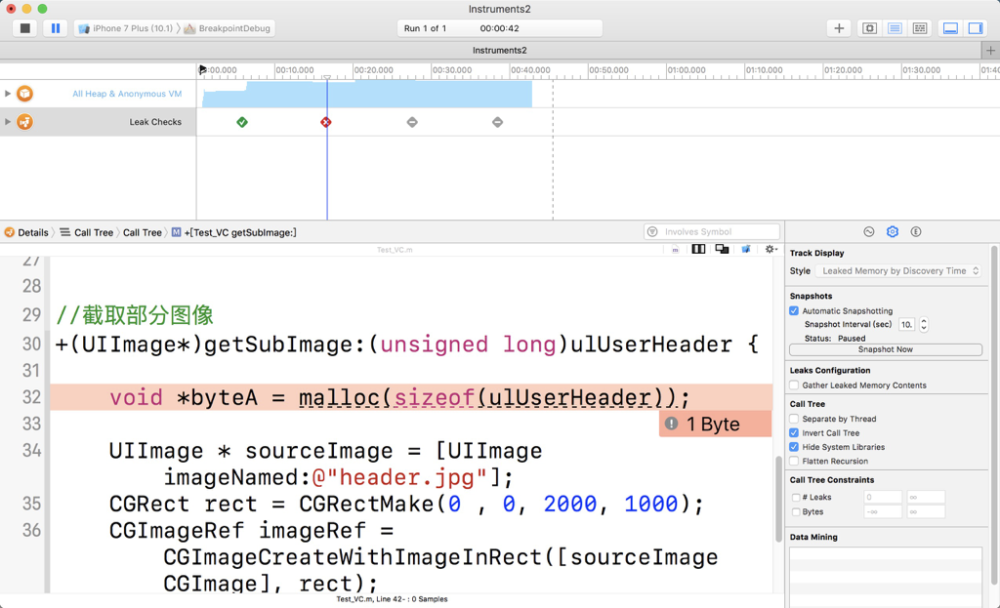 Instruments2
iPhone 7 Plus (10.1) 〉 BreakpointDebug
Run 1 of 1 00:00:42
Instruments2
00:00.000 00:10.000 00:20.000 00:30.000 00:40.000 00:50.000 01:00.000 01:10.000 01:20.000 01:30.000 01:40
All Heap & Anonymous VM
Leak Checks
Details 〉 Call Tree 〉 Call Tree 〉 M +[Test_VC getSubImage:]
Involves Symbol
Test_VC.m
27
28
29 //截取部分图像
30 +(UIImage*)getSubImage:(unsigned long)ulUserHeader {
31
32 void *byteA = malloc(sizeof(ulUserHeader));
33 1 Byte
34 UIImage * sourceImage = [UIImage
imageNamed:@"header.jpg"];
35 CGRect rect = CGRectMake(0 , 0, 2000, 1000);
36 CGImageRef imageRef =
CGImageCreateWithImageInRect([sourceImage
CGImage], rect);
Test_VC.m, Line 42- : 0 Samples
E
Track Display
Style Leaked Memory by Discovery Time
Snapshots
Automatic Snapshotting
Snapshot Interval (sec) 10.
Status: Paused
Snapshot Now
Leaks Configuration
Gather Leaked Memory Contents
Call Tree
Separate by Thread
Invert Call Tree
Hide System Libraries
Flatten Recursion
Call Tree Constraints
# Leaks 0 ∞
Bytes -∞ ∞
Data Mining